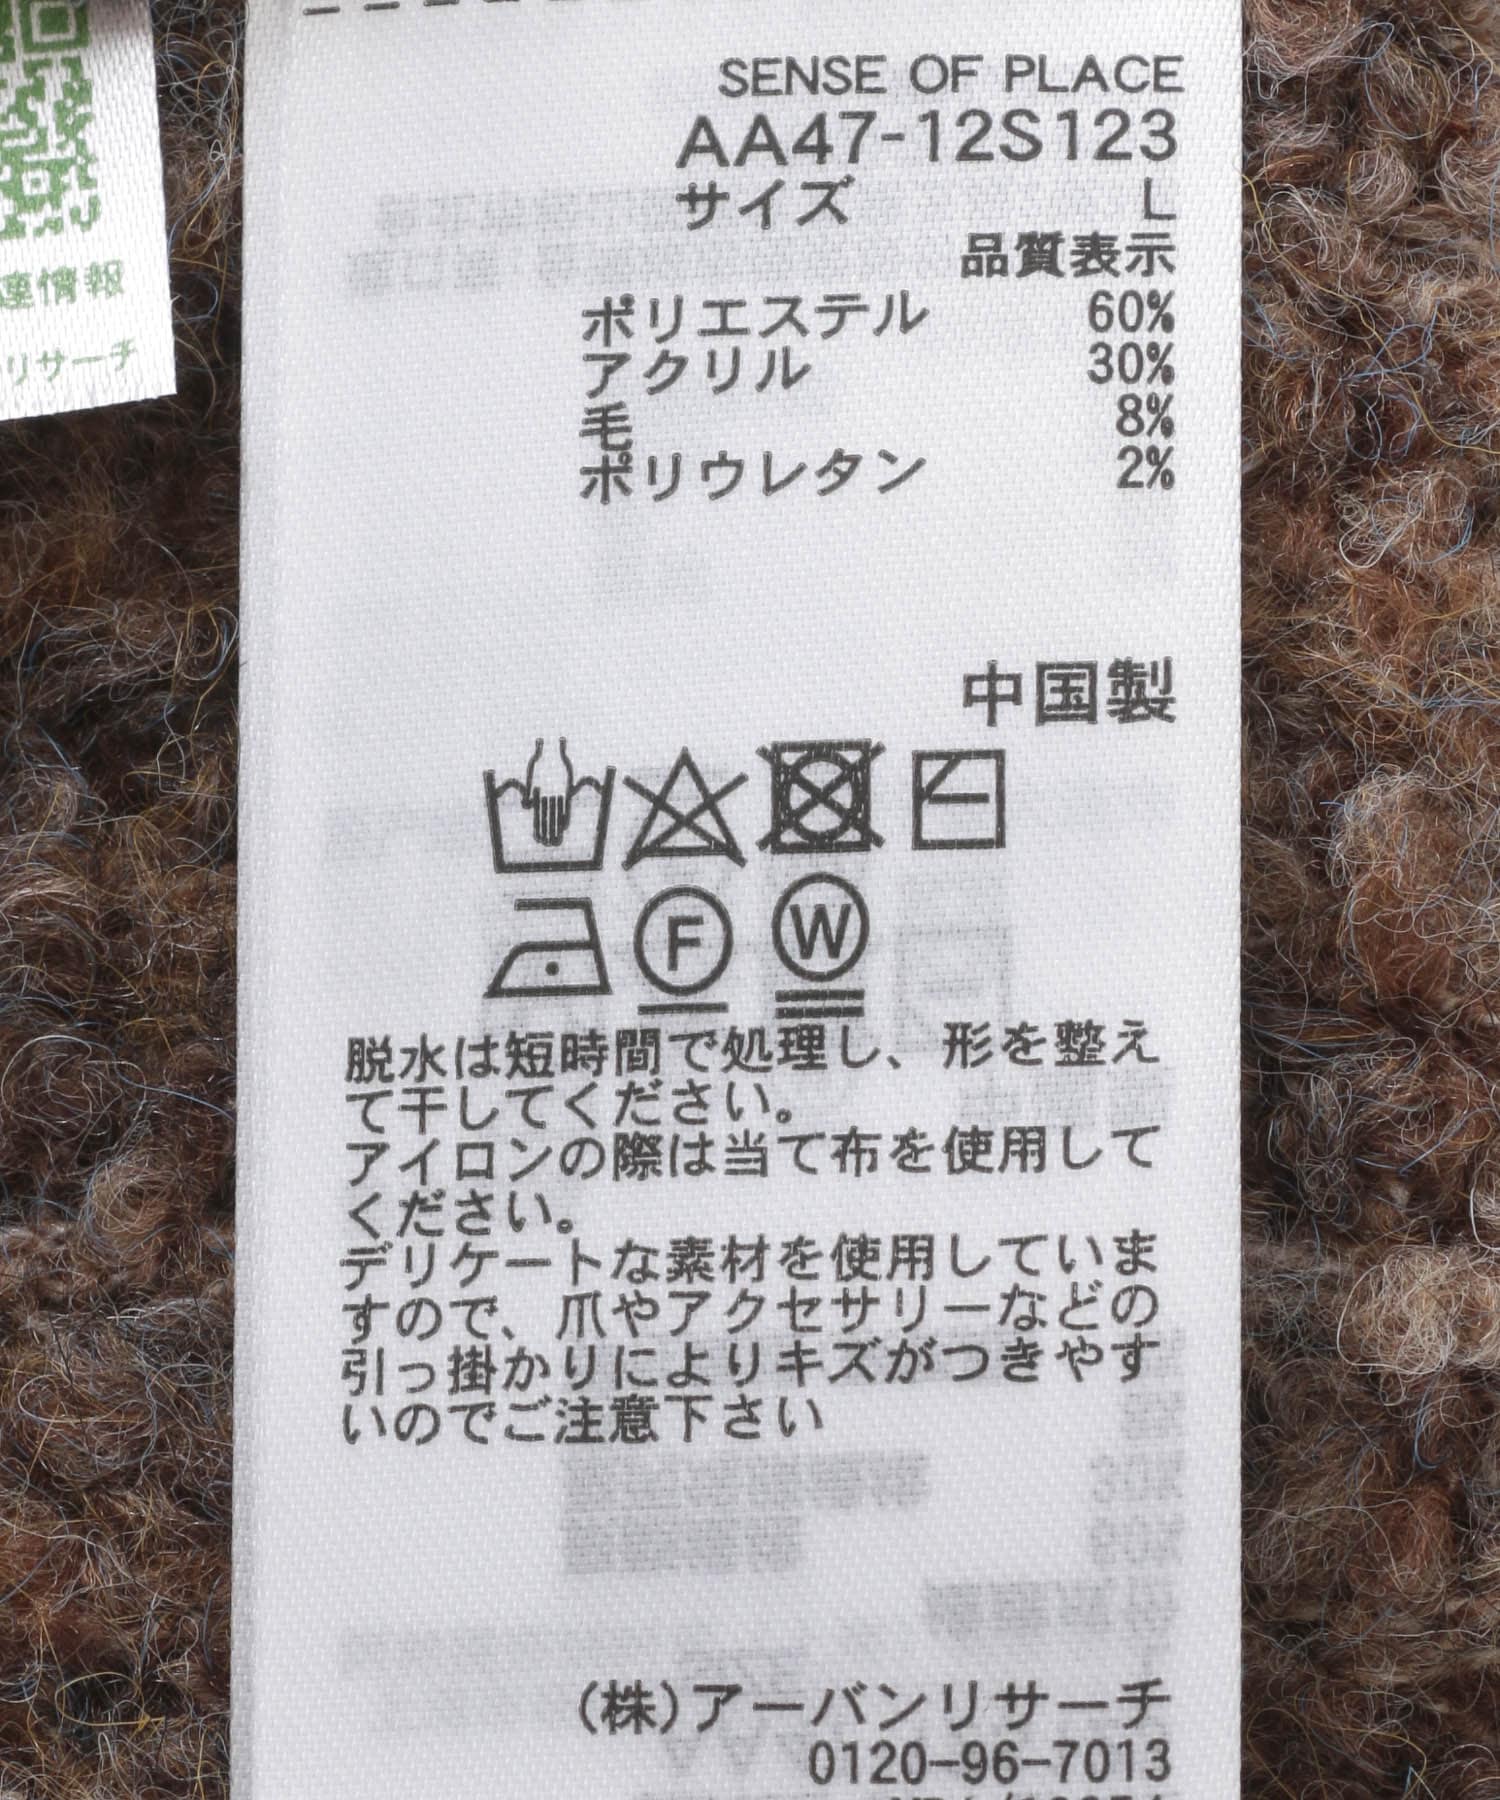 SENSE OF PLACE
AA47-12S123
サイズ L
品質表示
ポリエステル 60%
アクリル 30%
毛 8%
ポリウレタン 2%
中国製
F W
脱水は短時間で処理し、形を整え
て干してください。
アイロンの際は当て布を使用して
ください。
デリケートな素材を使用していま
すので、爪やアクセサリーなどの
引っ掛かりによりキズがつきやす
いのでご注意下さい
(株)アーバンリサーチ
0120-96-7013
連情報
リサーチ